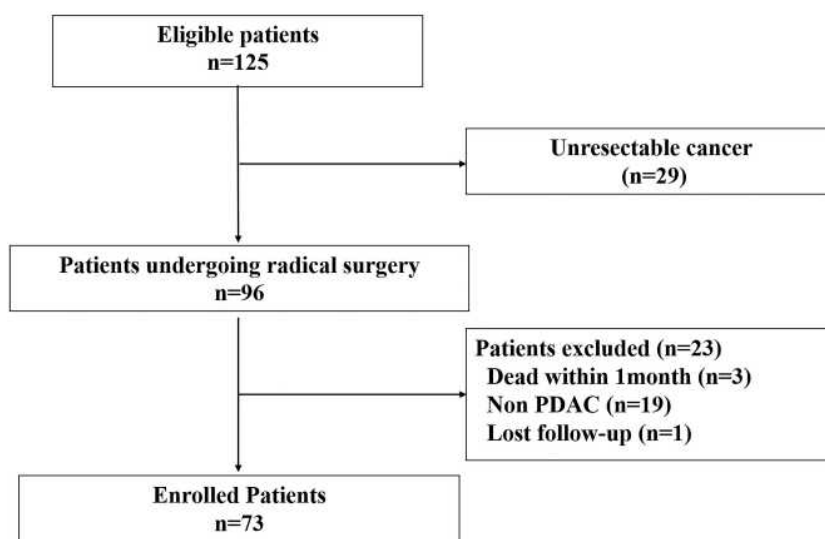 Eligible patients
n=125
Unresectable cancer
(n=29)
Patients undergoing radical surgery
n=96
Patients excluded (n=23)
Dead within 1month (n=3)
Non PDAC (n=19)
Lost follow-up (n=1)
Enrolled Patients
n=73